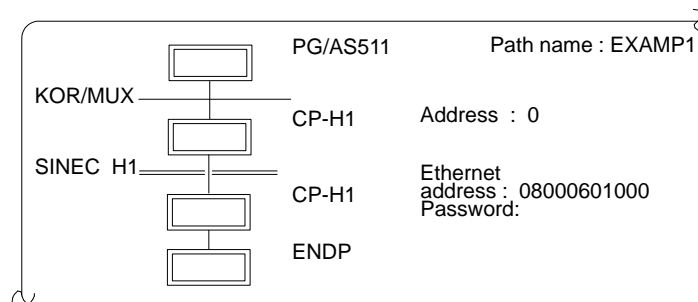 PG/AS511 Path name : EXAMP1
KOR/MUX
CP-H1 Address : 0
SINEC H1
CP-H1 Ethernet
address : 08000601000
Password:
ENDP